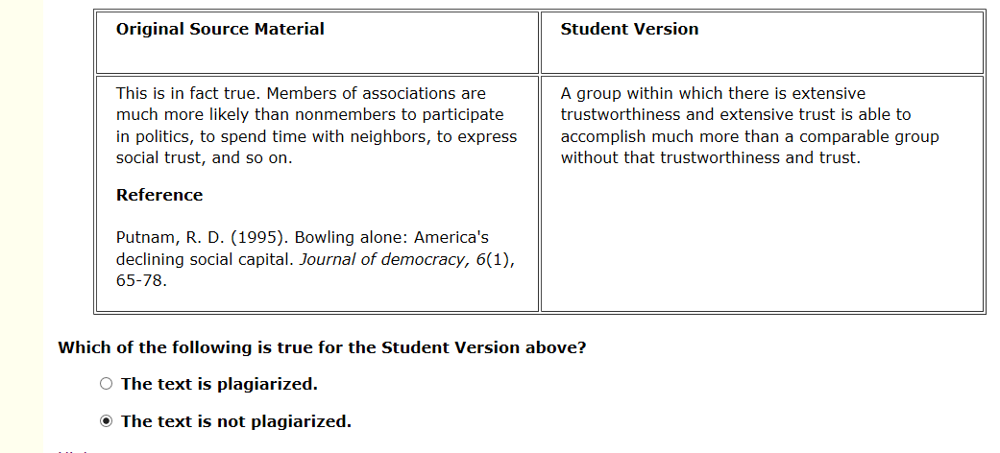 Original Source Material
Student Version
This is in fact true. Members of associations are
much more likely than nonmembers to participate
in politics, to spend time with neighbors, to express
social trust, and so on.
Reference
Putnam, R. D. (1995). Bowling alone: America's
declining social capital. Journal of democracy, 6(1),
65-78.
A group within which there is extensive
trustworthiness and extensive trust is able to
accomplish much more than a comparable group
without that trustworthiness and trust.
Which of the following is true for the Student Version above?
The text is plagiarized.
The text is not plagiarized.